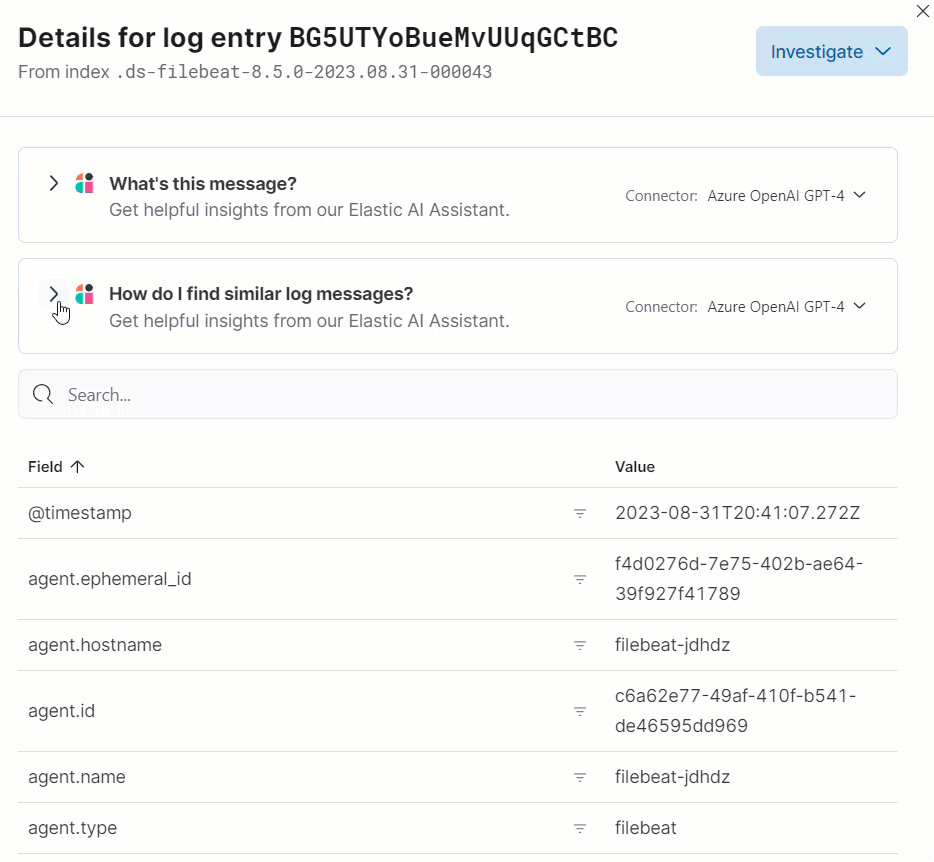 Details for log entry BG5UTYoBueMvUUqGCtBC
From index .ds-filebeat-8.5.0-2023.08.31-000043
Investigate
What's this message?
Get helpful insights from our Elastic AI Assistant.
Connector: Azure OpenAI GPT-4
How do I find similar log messages?
Get helpful insights from our Elastic AI Assistant.
Connector: Azure OpenAI GPT-4
Search...
Field Value
@timestamp 2023-08-31T20:41:07.272Z
agent.ephemeral_id f4d0276d-7e75-402b-ae64-
39f927f41789
agent.hostname filebeat-jdhdz
agent.id c6a62e77-49af-410f-b541-
de46595dd969
agent.name filebeat-jdhdz
agent.type filebeat